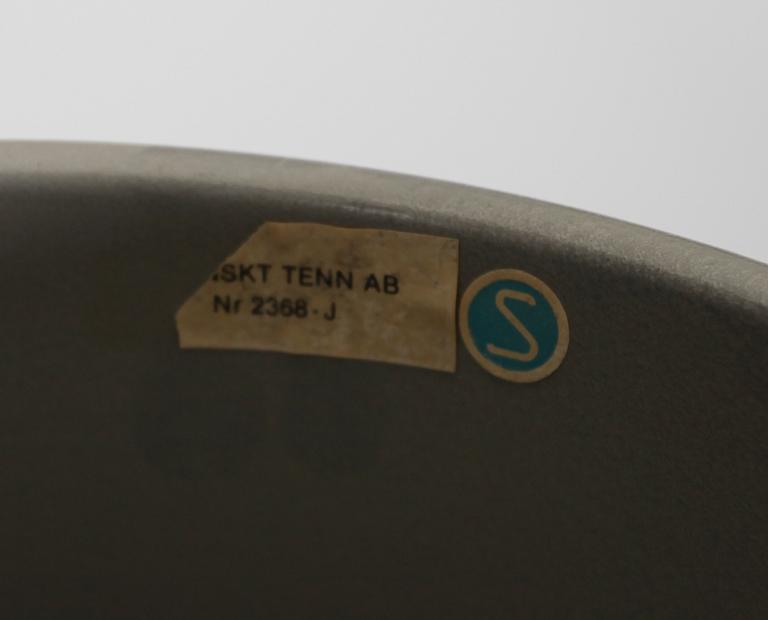 SKT TENN AB
Nr 2368-J
S